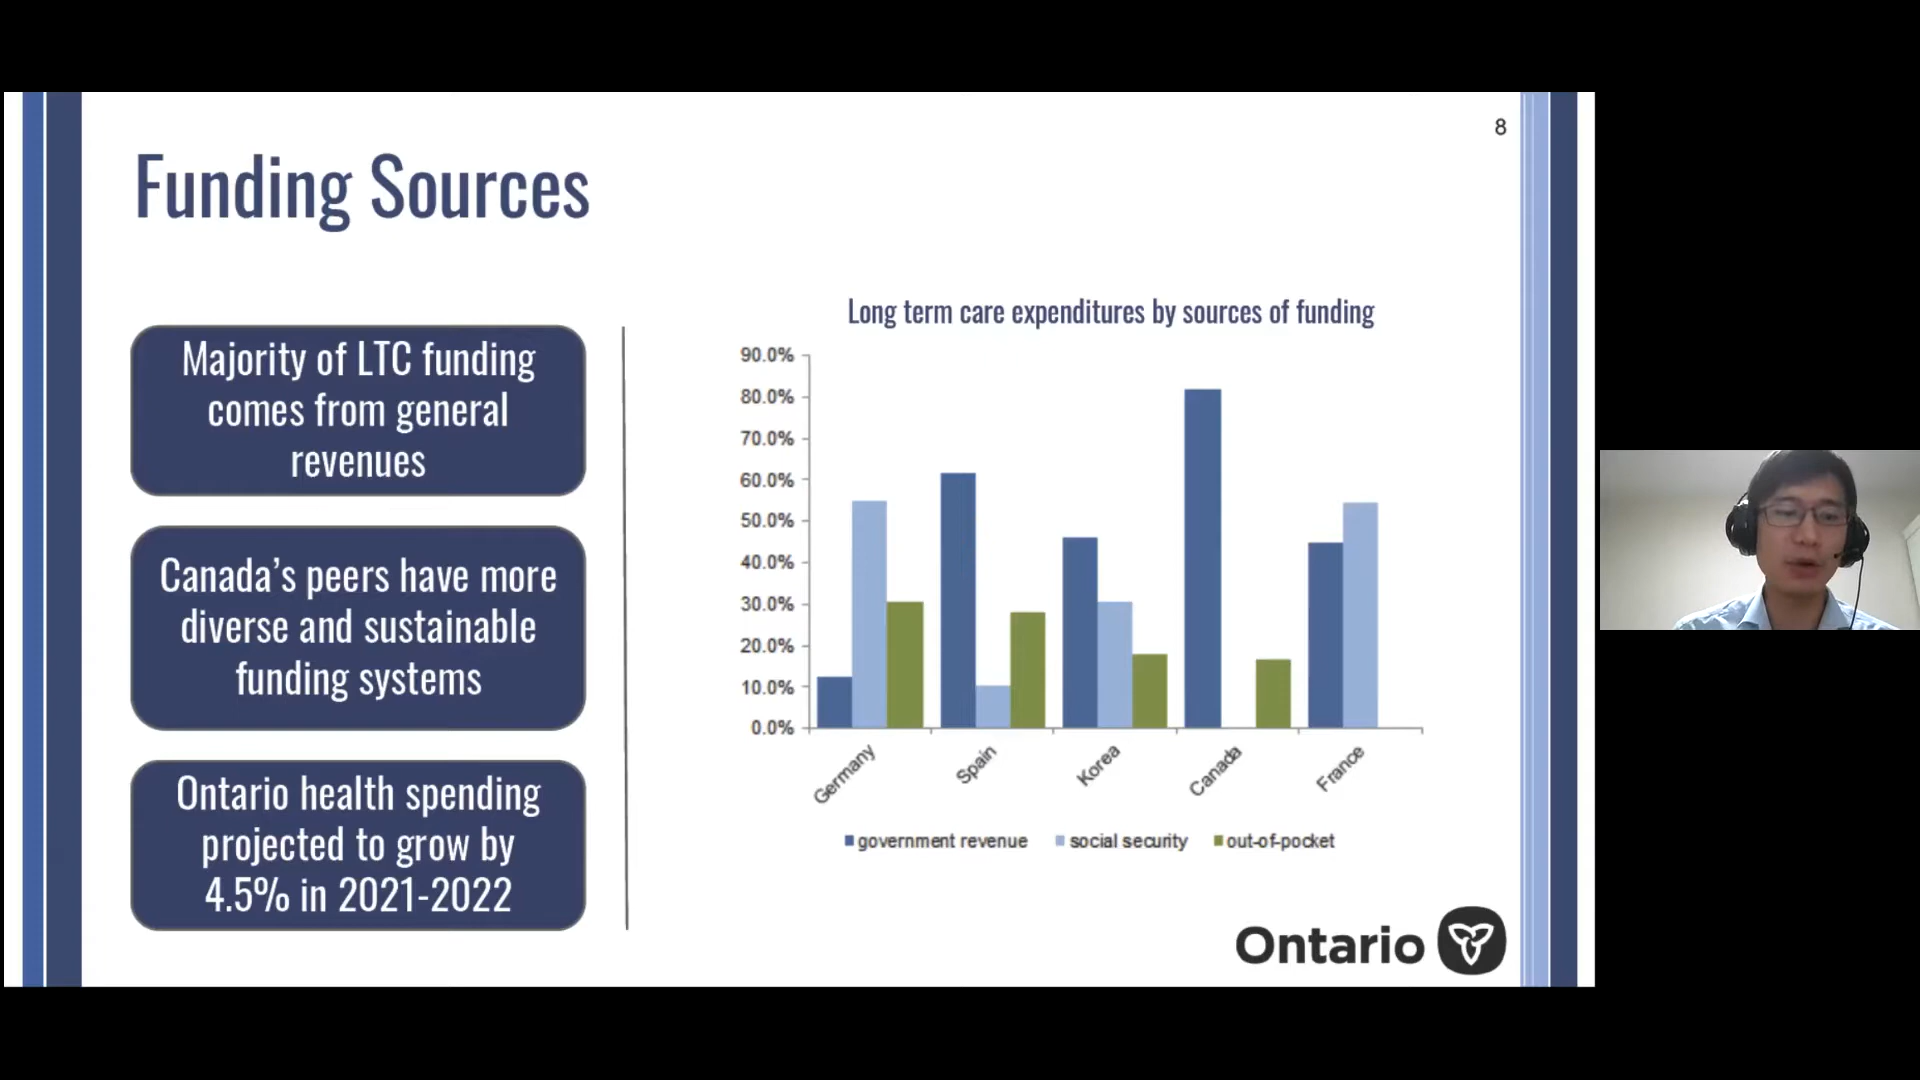 8
Funding Sources
Majority of LTC funding
comes from general
revenues
Canada's peers have more
diverse and sustainable
funding systems
Ontario health spending
projected to grow by
4.5% in 2021-2022
Long term care expenditures by sources of funding
90.0%
80.0%
70.0%
60.0%
50.0%
40.0%
30.0%
20.0%
10.0%
0.0%
Germany
Spain
Korea
Canada
France
government revenue social security out-of-pocket
Ontario